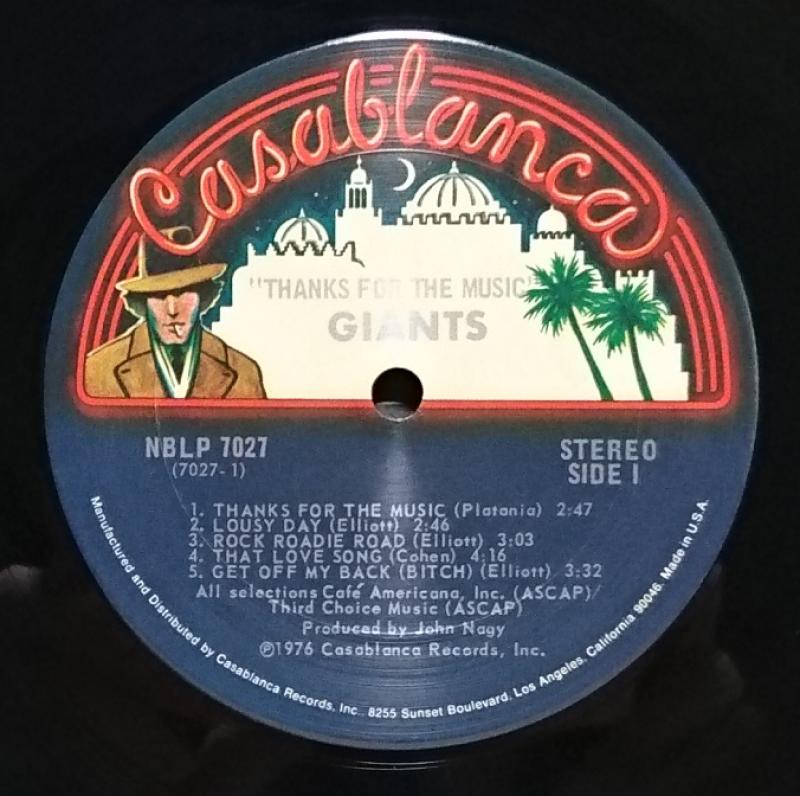 Casablanca
"THANKS FOR THE MUSIC"
GIANTS
NBLP 7027
(7027-1)
STEREO
SIDE 1
1. THANKS FOR THE MUSIC (Platania) 2:47
2. LOUSY DAY (Elliott) 2:46
3. ROCK ROADIE ROAD (Elliott) 3:03
4. THAT LOVE SONG (Cohen) 4:16
5. GET OFF MY BACK (BITCH) (Elliott) 3:32
All selections Café Americana, Inc. (ASCAP)/
Third Choice Music (ASCAP)
Produced by John Nagy
℗1976 Casablanca Records, Inc.
Manufactured and Distributed by Casablanca Records, Inc., 8255 Sunset Boulevard, Los Angeles, California 90046. Made in U.S.A.